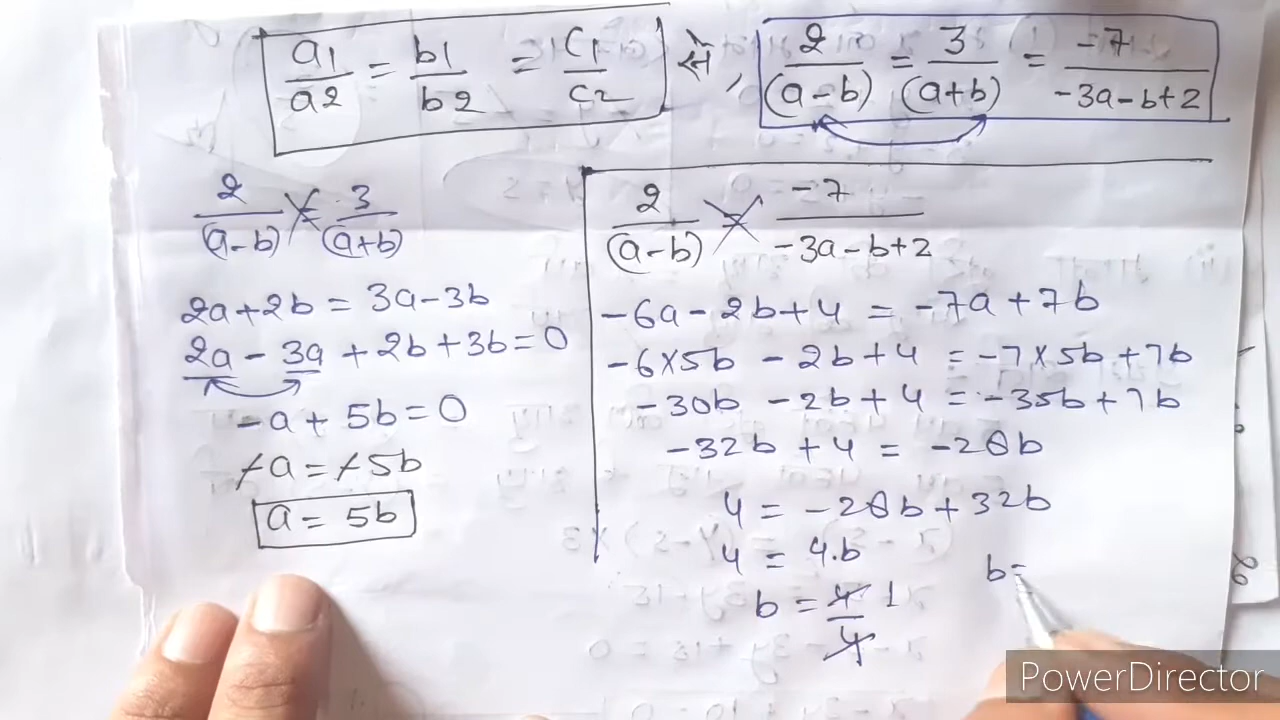 a1/a2 = b1/b2 = c1/c2 से, 2/(a-b) = 3/(a+b) = -7/-3a-b+2
2/(a-b) = 3/(a+b)
2a+2b = 3a-3b
2a - 3a + 2b+3b=0
-a + 5b = 0
-a = -5b
a = 5b
2/(a-b) = -7/-3a-b+2
-6a-2b+4 = -7a+7b
-6×5b -2b+4 = -7×5b+7b
-30b -2b+4 = -35b+7b
-32b +4 = -28b
4 = -28b+32b
4 = 4.b
b = 4/4 1
b=
PowerDirector